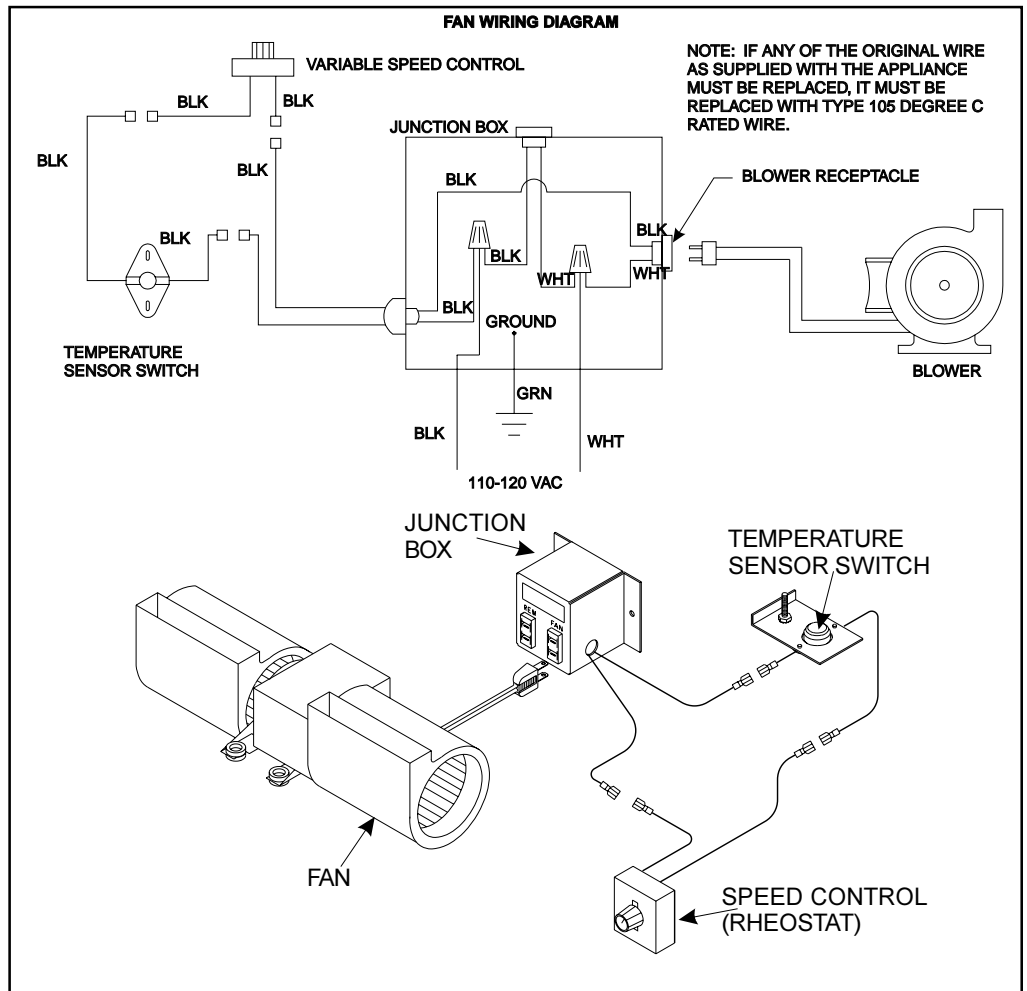 FAN WIRING DIAGRAM
VARIABLE SPEED CONTROL
NOTE: IF ANY OF THE ORIGINAL WIRE
AS SUPPLIED WITH THE APPLIANCE
MUST BE REPLACED, IT MUST BE
REPLACED WITH TYPE 105 DEGREE C
RATED WIRE.
BLK
BLK
JUNCTION BOX
BLK
BLK
BLK
BLOWER RECEPTACLE
BLK
BLK
BLK
WHT
WHT
BLK
GROUND
TEMPERATURE
SENSOR SWITCH
BLOWER
GRN
BLK
WHT
110-120 VAC
JUNCTION
BOX
TEMPERATURE
SENSOR SWITCH
REM
FAN
FAN
SPEED CONTROL
(RHEOSTAT)